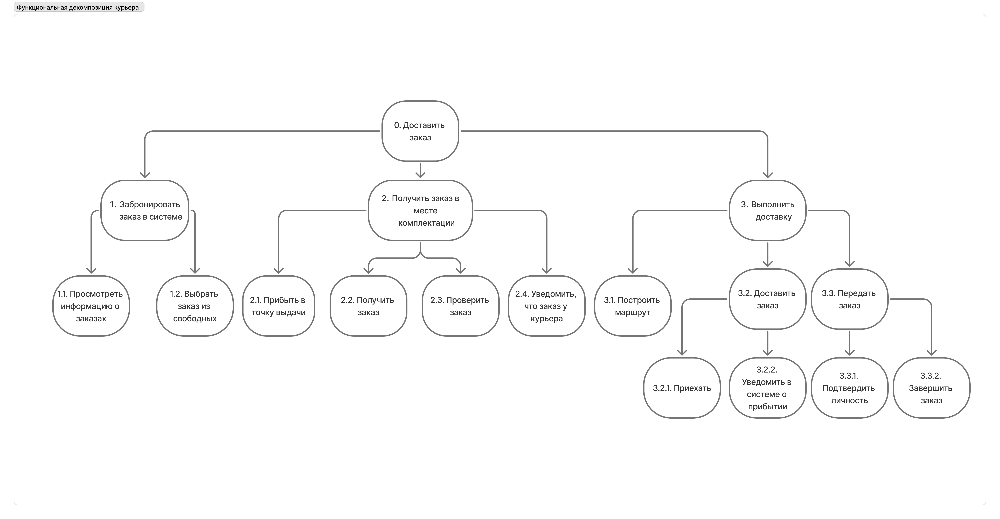 Функциональная декомпозиция курьера
0. Доставить
заказ
1. Забронировать
заказ в системе
2. Получить заказ в
месте
комплектации
3. Выполнить
доставку
1.1. Просмотреть
информацию о
заказах
1.2. Выбрать
заказ из
свободных
2.1. Прибыть в
точку выдачи
2.2. Получить
заказ
2.3. Проверить
заказ
2.4. Уведомить,
что заказ у
курьера
3.1. Построить
маршрут
3.2. Доставить
заказ
3.3. Передать
заказ
3.2.1. Приехать
3.2.2.
Уведомить в
системе о
прибытии
3.3.1.
Подтвердить
личность
3.3.2.
Завершить
заказ